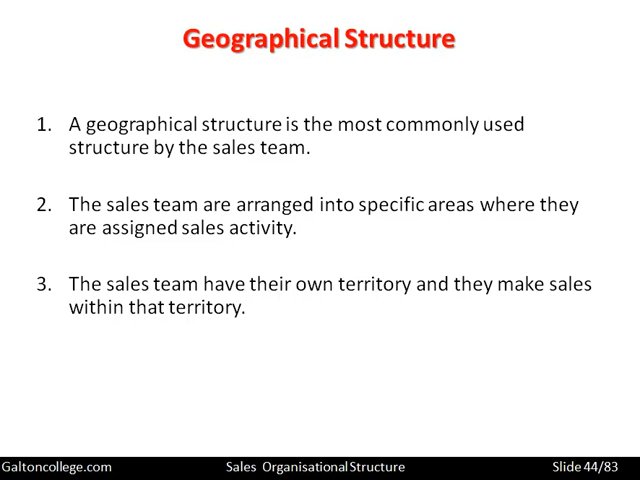 Geographical Structure
1. A geographical structure is the most commonly used
structure by the sales team.
2. The sales team are arranged into specific areas where they
are assigned sales activity.
3. The sales team have their own territory and they make sales
within that territory.
Galtoncollege.com Sales Organisational Structure Slide 44/83